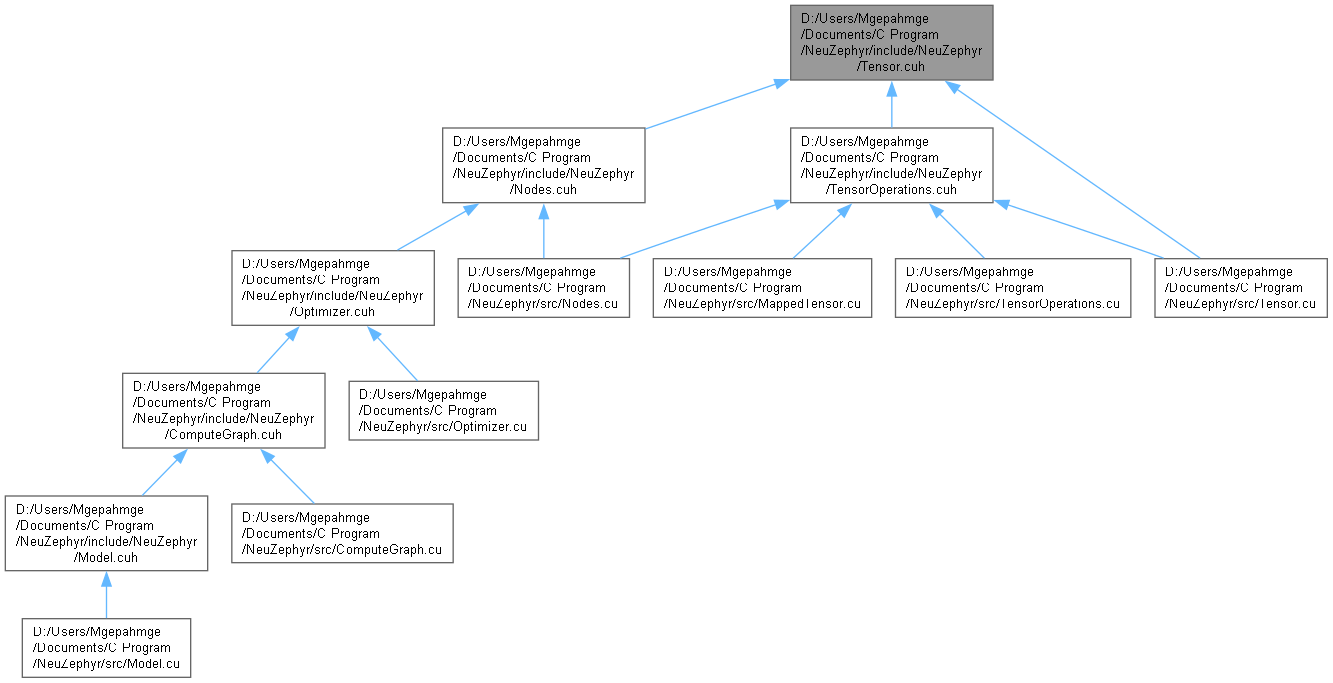 D:/Users/Mgepahmge
/Documents/C Program
/NeuZephyr/include/NeuZephyr
/Tensor.cuh
D:/Users/Mgepahmge
/Documents/C Program
/NeuZephyr/include/NeuZephyr
/Nodes.cuh
D:/Users/Mgepahmge
/Documents/C Program
/NeuZephyr/include/NeuZephyr
/TensorOperations.cuh
D:/Users/Mgepahmge
/Documents/C Program
/NeuZephyr/include/NeuZephyr
/Optimizer.cuh
D:/Users/Mgepahmge
/Documents/C Program
/NeuZephyr/src/Nodes.cu
D:/Users/Mgepahmge
/Documents/C Program
/NeuZephyr/src/MappedTensor.cu
D:/Users/Mgepahmge
/Documents/C Program
/NeuZephyr/src/TensorOperations.cu
D:/Users/Mgepahmge
/Documents/C Program
/NeuZephyr/src/Tensor.cu
D:/Users/Mgepahmge
/Documents/C Program
/NeuZephyr/include/NeuZephyr
/ComputeGraph.cuh
D:/Users/Mgepahmge
/Documents/C Program
/NeuZephyr/src/Optimizer.cu
D:/Users/Mgepahmge
/Documents/C Program
/NeuZephyr/include/NeuZephyr
/Model.cuh
D:/Users/Mgepahmge
/Documents/C Program
/NeuZephyr/src/ComputeGraph.cu
D:/Users/Mgepahmge
/Documents/C Program
/NeuZephyr/src/Model.cu